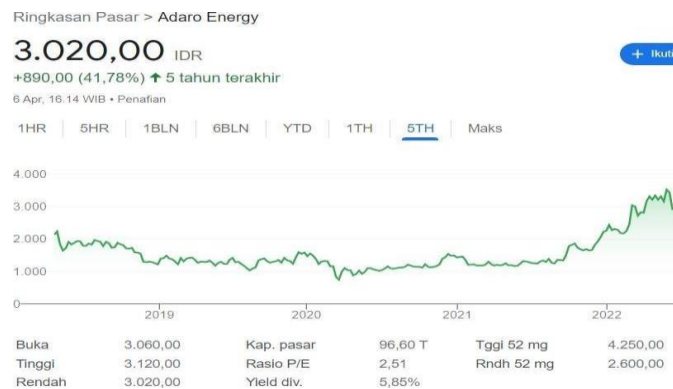 Ringkasan Pasar > Adaro Energy
3.020,00 IDR
+ Ikuti
+890,00 (41,78%) ↑ 5 tahun terakhir
6 Apr, 16.14 WIB • Penafian
1HR 5HR 1BLN 6BLN YTD 1TH 5TH Maks
4.000
3.000
2.000
1.000
0
2019 2020 2021 2022
Buka 3.060,00 Kap. pasar 96,60 T Tggi 52 mg 4.250,00
Tinggi 3.120,00 Rasio P/E 2,51 Rndh 52 mg 2.600,00
Rendah 3.020,00 Yield div. 5,85%